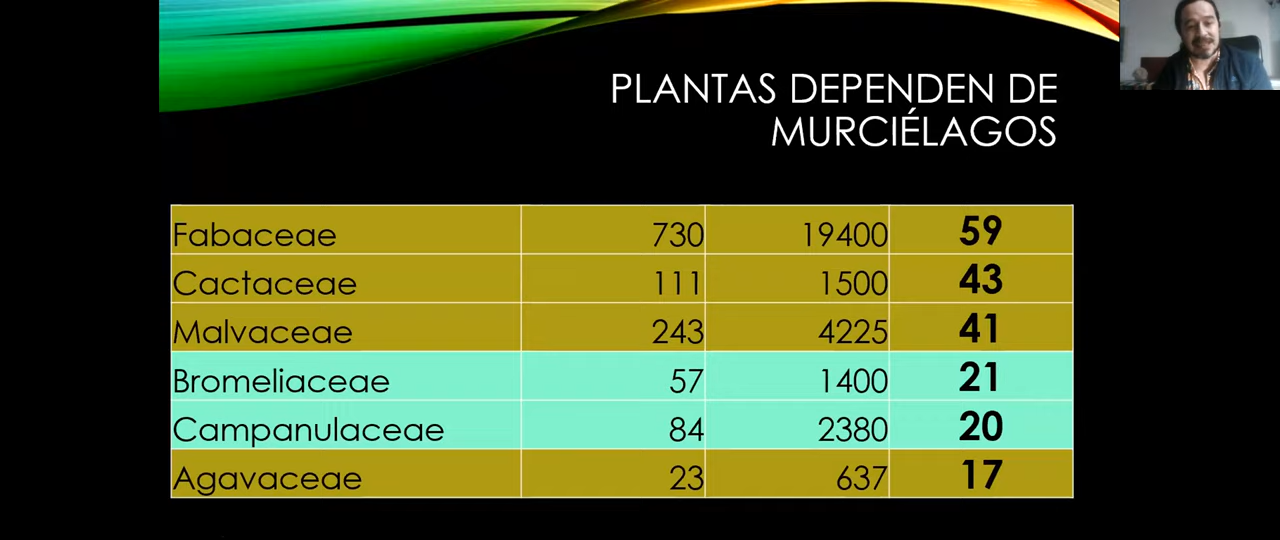 PLANTAS DEPENDEN DE
MURCIÉLAGOS
Fabaceae 730 19400 59
Cactaceae 111 1500 43
Malvaceae 243 4225 41
Bromeliaceae 57 1400 21
Campanulaceae 84 2380 20
Agavaceae 23 637 17